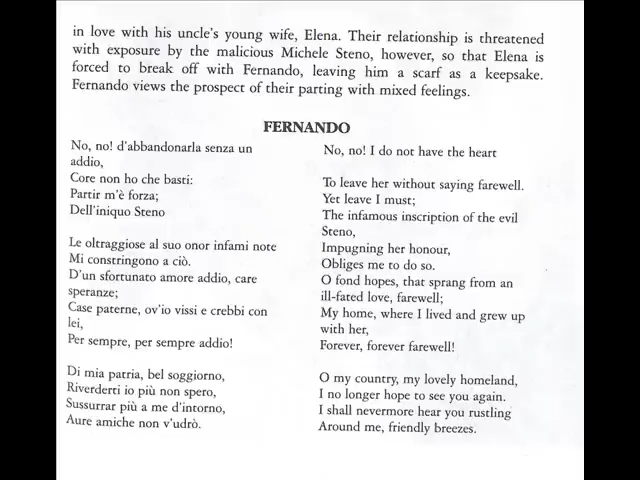 in love with his uncle's young wife, Elena. Their relationship is threatened
with exposure by the malicious Michele Steno, however, so that Elena is
forced to break off with Fernando, leaving him a scarf as a keepsake.
Fernando views the prospect of their parting with mixed feelings.
FERNANDO
No, no! d'abbandonarla senza un
addio,
Core non ho che basti:
Partir m'è forza;
Dell'iniquo Steno
Le oltraggiose al suo onor infami note
Mi constringono a ciò.
D'un sfortunato amore addio, care
speranze;
Case paterne, ov'io vissi e crebbi con
lei,
Per sempre, per sempre addio!
Di mia patria, bel soggiorno,
Riverderti io più non spero,
Sussurrar più a me d'intorno,
Aure amiche non v'udrò.
No, no! I do not have the heart
To leave her without saying farewell.
Yet leave I must;
The infamous inscription of the evil
Steno,
Impugning her honour,
Obliges me to do so.
O fond hopes, that sprang from an
ill-fated love, farewell;
My home, where I lived and grew up
with her,
Forever, forever farewell!
O my country, my lovely homeland,
I no longer hope to see you again.
I shall nevermore hear you rustling
Around me, friendly breezes.